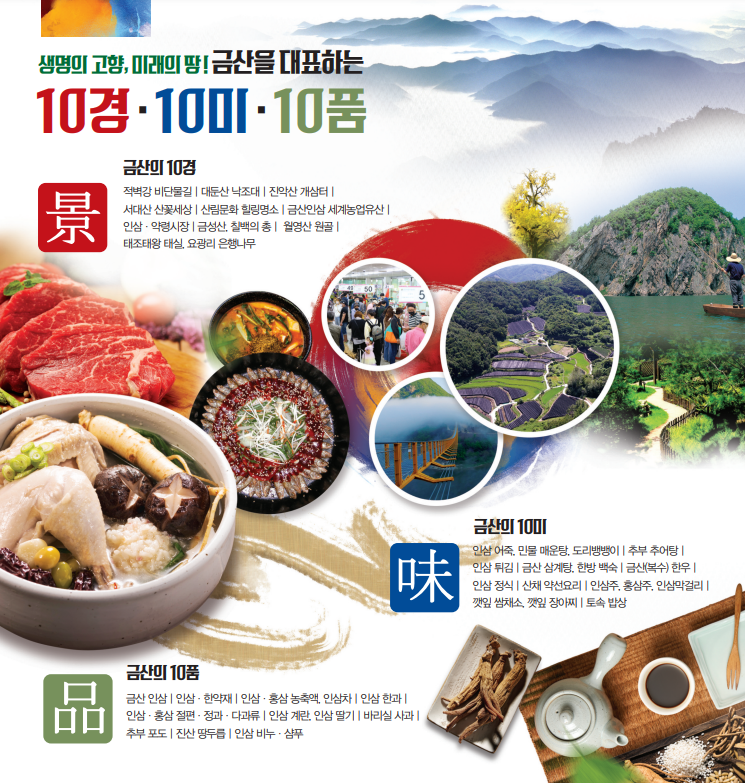 생명의 고향, 미래의 땅! 금산을 대표하는
10경·10미·10품
금산의 10경
景
적벽강 비단물길 | 대둔산 낙조대 | 진악산 개삼터 |
서대산 산꽃세상 | 산림문화 힐링명소 | 금산인삼 세계농업유산 |
인삼·약령시장 | 금성산, 칠백의 총 | 월영산 원골 |
태조태왕 태실, 요광리 은행나무
50
5
금산의 10미
味
인삼 어죽, 민물 매운탕, 도리뱅뱅이 | 추부 추어탕 |
인삼 튀김 | 금산 삼계탕, 한방 백숙 | 금산(복수) 한우 |
인삼 정식 | 산채 약선요리 | 인삼주, 홍삼주, 인삼막걸리 |
깻잎 쌈채소, 깻잎 장아찌 | 토속 밥상
금산의 10품
品
금산 인삼 | 인삼·한약재 | 인삼·홍삼 농축액, 인삼차 | 인삼 한과 |
인삼·홍삼 절편·정과·다과류 | 인삼 계란, 인삼 딸기 | 바리실 사과 |
추부 포도 | 진산 땅두릅 | 인삼 비누·샴푸